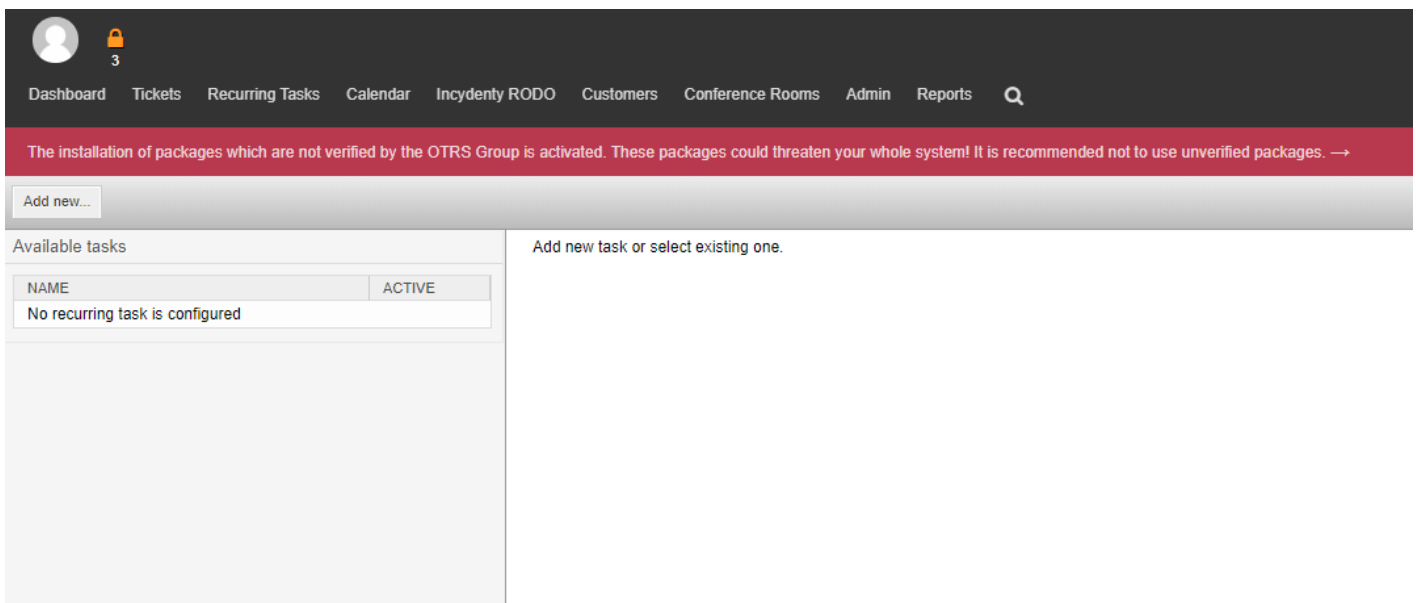 3
Dashboard Tickets Recurring Tasks Calendar Incydenty RODO Customers Conference Rooms Admin Reports
The installation of packages which are not verified by the OTRS Group is activated. These packages could threaten your whole system! It is recommended not to use unverified packages. →
Add new...
Available tasks
NAME ACTIVE
No recurring task is configured
Add new task or select existing one.